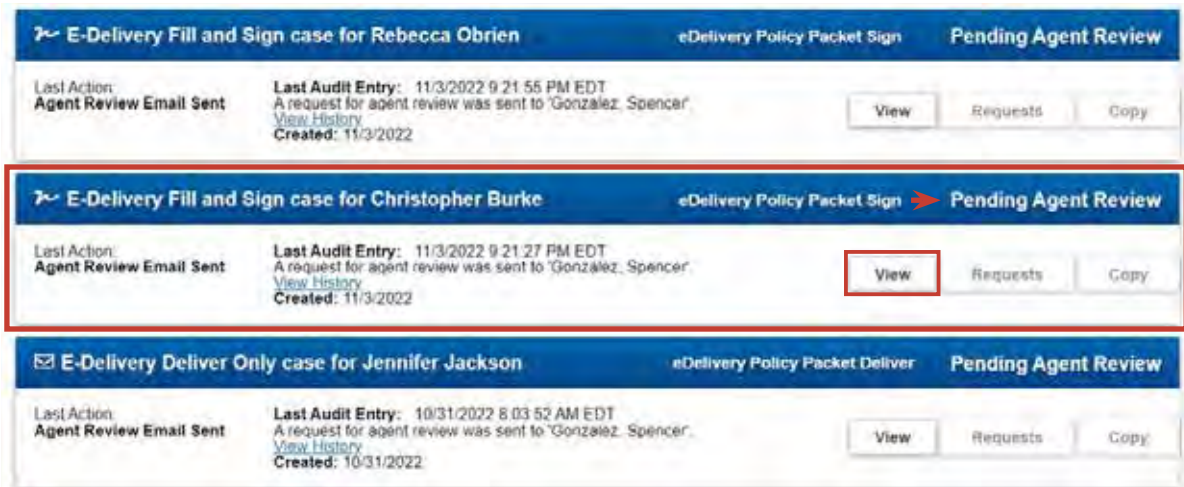 E-Delivery Fill and Sign case for Rebecca Obrien eDelivery Policy Packet Sign Pending Agent Review
Last Action: Last Audit Entry: 11/3/2022 9:21:55 PM EDT
Agent Review Email Sent A request for agent review was sent to 'Gonzalez, Spencer'.
View History
Created: 11/3/2022
View Requests Copy
E-Delivery Fill and Sign case for Christopher Burke eDelivery Policy Packet Sign Pending Agent Review
Last Action: Last Audit Entry: 11/3/2022 9:21:27 PM EDT
Agent Review Email Sent A request for agent review was sent to 'Gonzalez, Spencer'.
View History
Created: 11/3/2022
View Requests Copy
E-Delivery Deliver Only case for Jennifer Jackson eDelivery Policy Packet Deliver Pending Agent Review
Last Action: Last Audit Entry: 10/31/2022 8:03:52 AM EDT
Agent Review Email Sent A request for agent review was sent to 'Gonzalez, Spencer'.
View History
Created: 10/31/2022
View Requests Copy